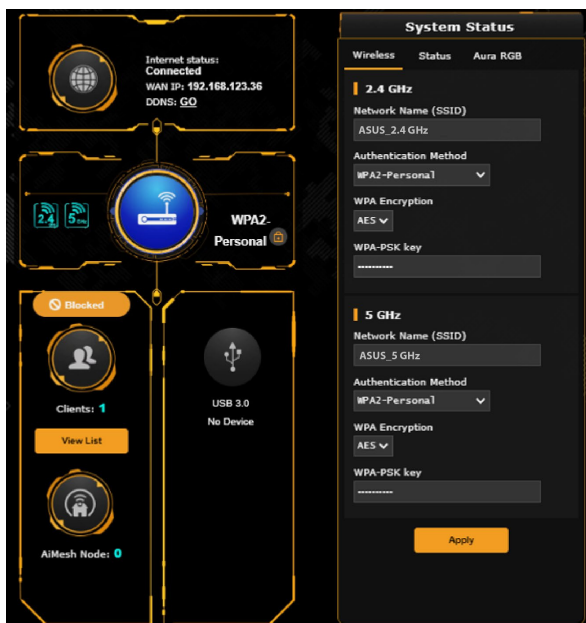 Internet status:
Connected
WAN IP: 192.168.123.36
DDNS: GO
2.4 GHz
5 GHz
WPA2-
Personal
Blocked
Clients: 1
View List
AiMesh Node: 0
USB 3.0
No Device
System Status
Wireless Status Aura RGB
2.4 GHz
Network Name (SSID)
ASUS_2.4 GHz
Authentication Method
WPA2-Personal
WPA Encryption
AES
WPA-PSK key
5 GHz
Network Name (SSID)
ASUS_5 GHz
Authentication Method
WPA2-Personal
WPA Encryption
AES
WPA-PSK key
Apply